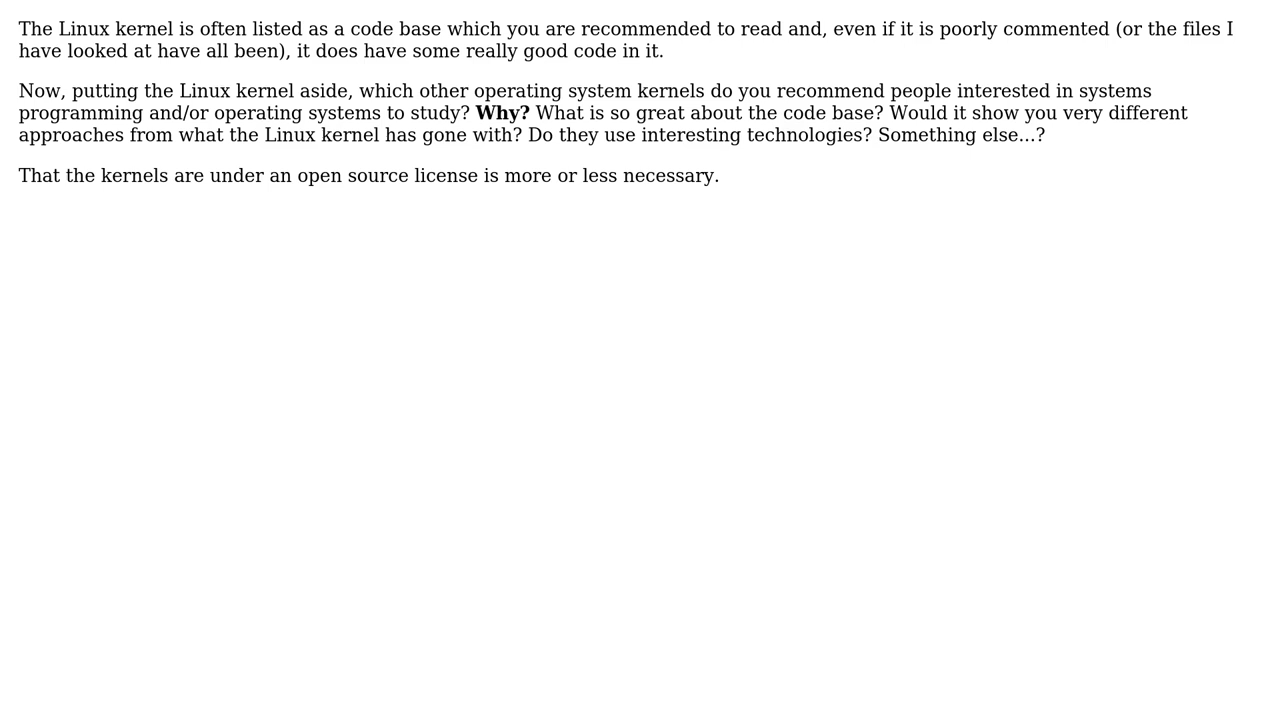 The Linux kernel is often listed as a code base which you are recommended to read and, even if it is poorly commented (or the files I
have looked at have all been), it does have some really good code in it.
Now, putting the Linux kernel aside, which other operating system kernels do you recommend people interested in systems
programming and/or operating systems to study? Why? What is so great about the code base? Would it show you very different
approaches from what the Linux kernel has gone with? Do they use interesting technologies? Something else...?
That the kernels are under an open source license is more or less necessary.